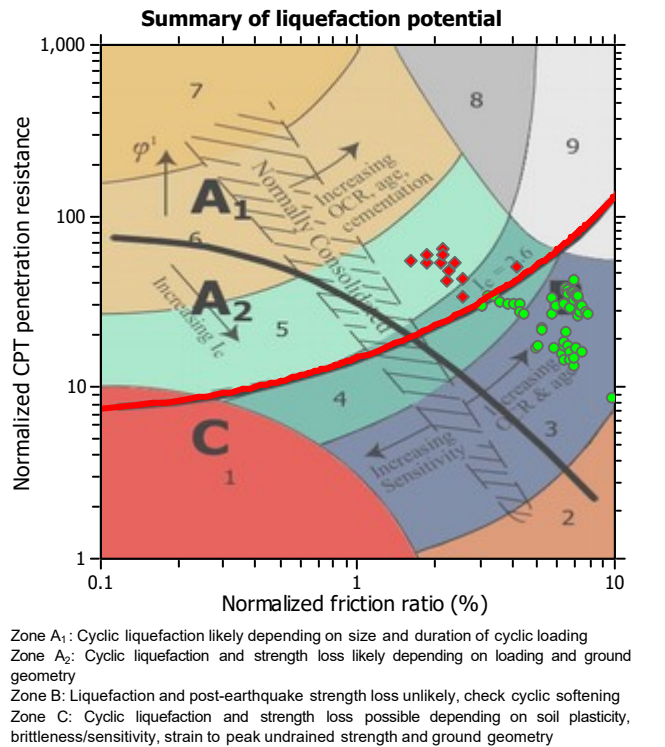 Summary of liquefaction potential
1,000
100
10
1
0.1
1
10
Normalized CPT penetration resistance
Normalized friction ratio (%)
7
8
9
φ'
Increasing
OCR, age,
cementation
A1
Normally Consolidated
6
A2
Increasing Ic
5
Ic = 2.6
B
4
Increasing
OCR & age
3
C
1
Increasing
Sensitivity
2
Zone A1: Cyclic liquefaction likely depending on size and duration of cyclic loading
Zone A2: Cyclic liquefaction and strength loss likely depending on loading and ground
geometry
Zone B: Liquefaction and post-earthquake strength loss unlikely, check cyclic softening
Zone C: Cyclic liquefaction and strength loss possible depending on soil plasticity,
brittleness/sensitivity, strain to peak undrained strength and ground geometry